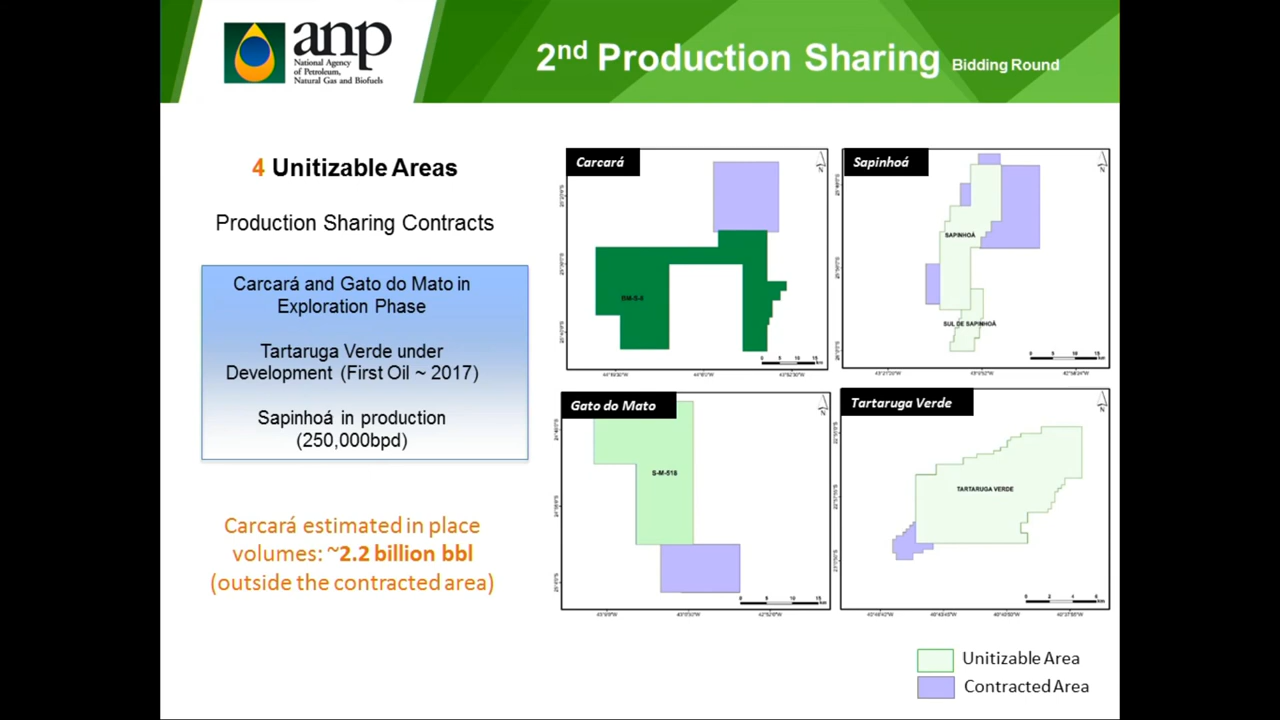 anp
National Agency
of Petroleum,
Natural Gas and Biofuels
2nd Production Sharing Bidding Round
4 Unitizable Areas
Production Sharing Contracts
Carcará and Gato do Mato in
Exploration Phase
Tartaruga Verde under
Development (First Oil ~ 2017)
Sapinhoá in production
(250,000bpd)
Carcará estimated in place
volumes: ~2.2 billion bbl
(outside the contracted area)
Carcará
BM-S-8
Sapinhoá
SAPINHOÁ
SUL DE SAPINHOÁ
Gato do Mato
S-M-518
Tartaruga Verde
TARTARUGA VERDE
Unitizable Area
Contracted Area